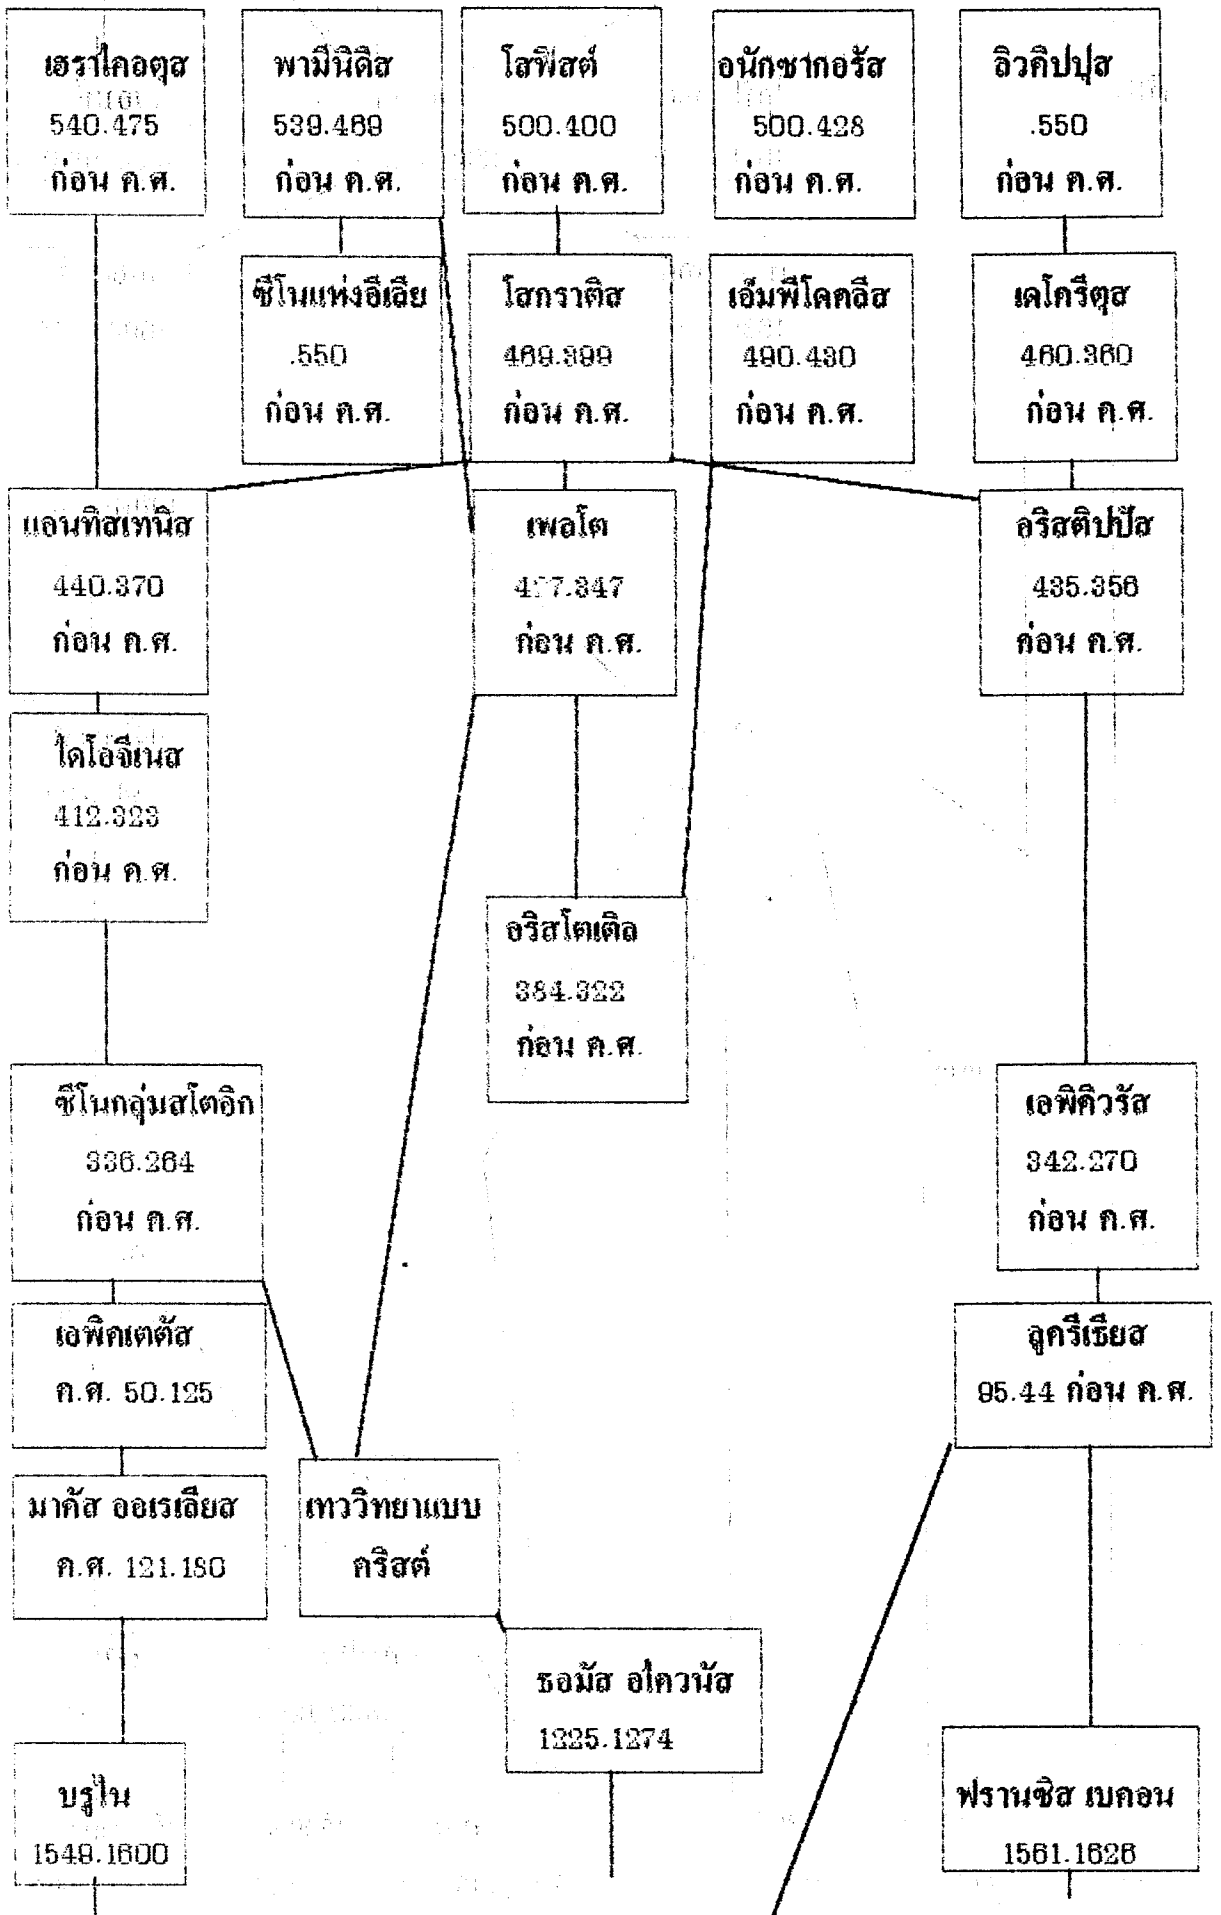 เฮราไคลตุส
540.475
ก่อน ค.ศ.
พามีนิดิส
539.469
ก่อน ค.ศ.
โสฟิสต์
500.400
ก่อน ค.ศ.
อนักซากอรัส
500.428
ก่อน ค.ศ.
ลิวคิปปุส
.550
ก่อน ค.ศ.
ซีโนแห่งอีเลีย
.550
ก่อน ค.ศ.
โสกราติส
469.399
ก่อน ค.ศ.
เอ็มพีโดคลีส
490.430
ก่อน ค.ศ.
เดโครีตุส
460.360
ก่อน ค.ศ.
แอนทิสเทนิส
440.370
ก่อน ค.ศ.
เพลโต
ก่อน ค.ศ.
อริสติปปัส
435.356
ก่อน ค.ศ.
ไดโอจีเนส
412.323
ก่อน ค.ศ.
อริสโตเติล
384.322
ก่อน ค.ศ.
ซีโนกลุ่มสโตอิก
336.264
ก่อน ค.ศ.
เอพิคิวรัส
342.270
ก่อน ค.ศ.
เอพิคเตตัส
ค.ศ. 50.125
ลูครีเธียส
95.44 ก่อน ค.ศ.
มาคัส ออเรเลียส
ค.ศ. 121.180
เทววิทยาแบบ
คริสต์
ธอมัส อไควนัส
1225.1274
บรูโน
1549.1600
ฟรานซิส เบคอน
1561.1626